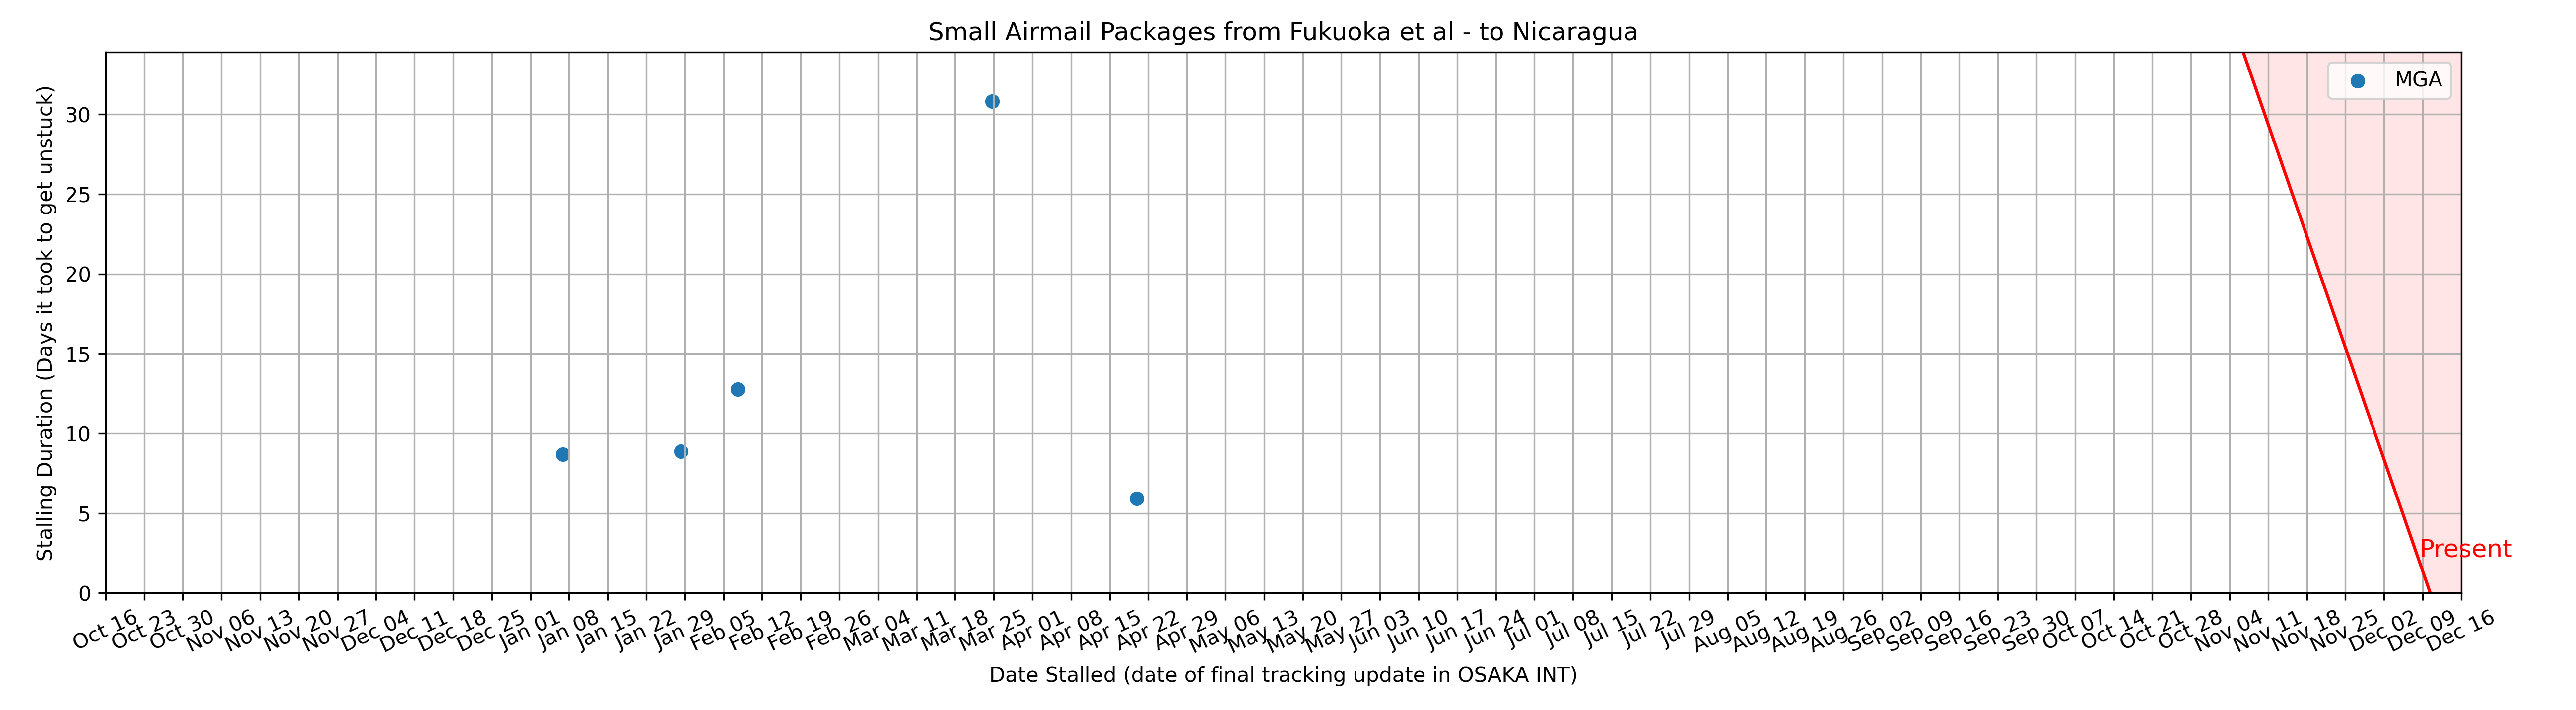 Small Airmail Packages from Fukuoka et al - to Nicaragua
MGA
Stalling Duration (Days it took to get unstuck)
30
25
20
15
10
5
0
Present
Oct 16
Oct 23
Oct 30
Nov 06
Nov 13
Nov 20
Nov 27
Dec 04
Dec 11
Dec 18
Dec 25
Jan 01
Jan 08
Jan 15
Jan 22
Jan 29
Feb 05
Feb 12
Feb 19
Feb 26
Mar 04
Mar 11
Mar 18
Mar 25
Apr 01
Apr 08
Apr 15
Apr 22
Apr 29
May 06
May 13
May 20
May 27
Jun 03
Jun 10
Jun 17
Jun 24
Jul 01
Jul 08
Jul 15
Jul 22
Jul 29
Aug 05
Aug 12
Aug 19
Aug 26
Sep 02
Sep 09
Sep 16
Sep 23
Sep 30
Oct 07
Oct 14
Oct 21
Oct 28
Nov 04
Nov 11
Nov 18
Nov 25
Dec 02
Dec 09
Dec 16
Date Stalled (date of final tracking update in OSAKA INT)